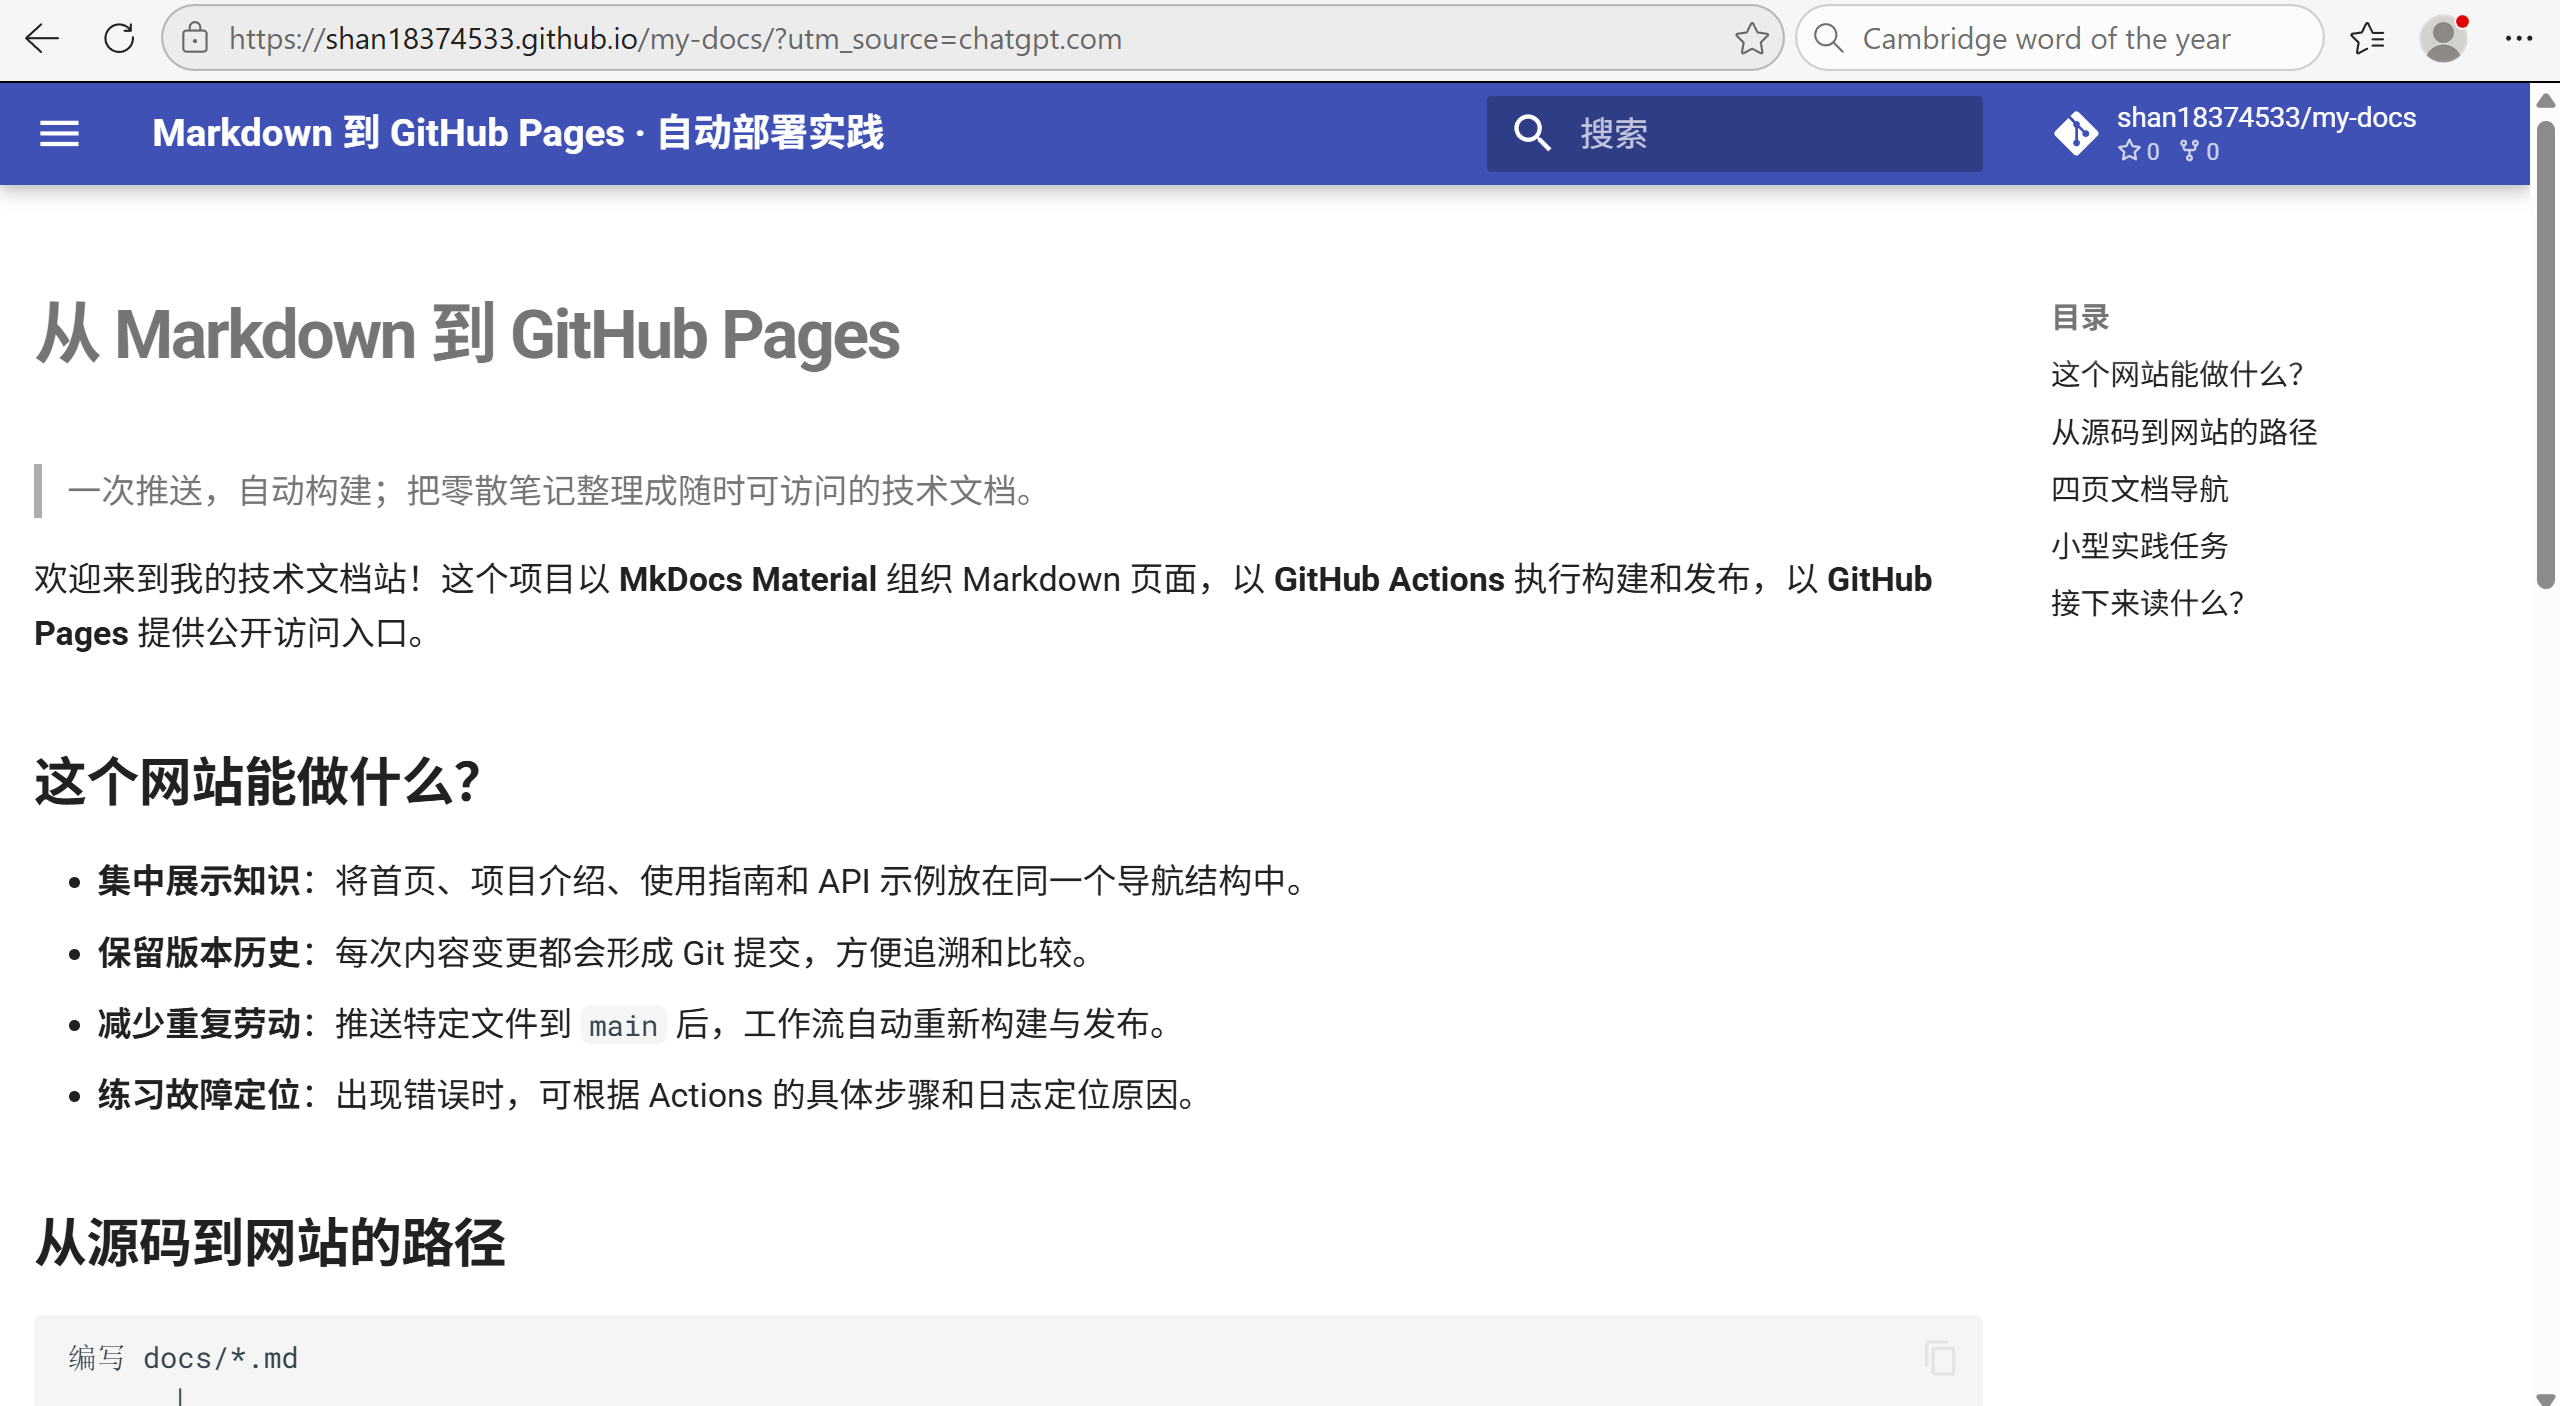 https://shan18374533.github.io/my-docs/?utm_source=chatgpt.com
Cambridge word of the year
Markdown 到 GitHub Pages · 自动部署实践
搜索
shan18374533/my-docs
0 0
从 Markdown 到 GitHub Pages
一次推送，自动构建；把零散笔记整理成随时可访问的技术文档。
欢迎来到我的技术文档站！这个项目以 MkDocs Material 组织 Markdown 页面，以 GitHub Actions 执行构建和发布，以 GitHub
Pages 提供公开访问入口。
这个网站能做什么？
• 集中展示知识：将首页、项目介绍、使用指南和 API 示例放在同一个导航结构中。
• 保留版本历史：每次内容变更都会形成 Git 提交，方便追溯和比较。
• 减少重复劳动：推送特定文件到 main 后，工作流自动重新构建与发布。
• 练习故障定位：出现错误时，可根据 Actions 的具体步骤和日志定位原因。
从源码到网站的路径
编写 docs/*.md
|
目录
这个网站能做什么？
从源码到网站的路径
四页文档导航
小型实践任务
接下来读什么？